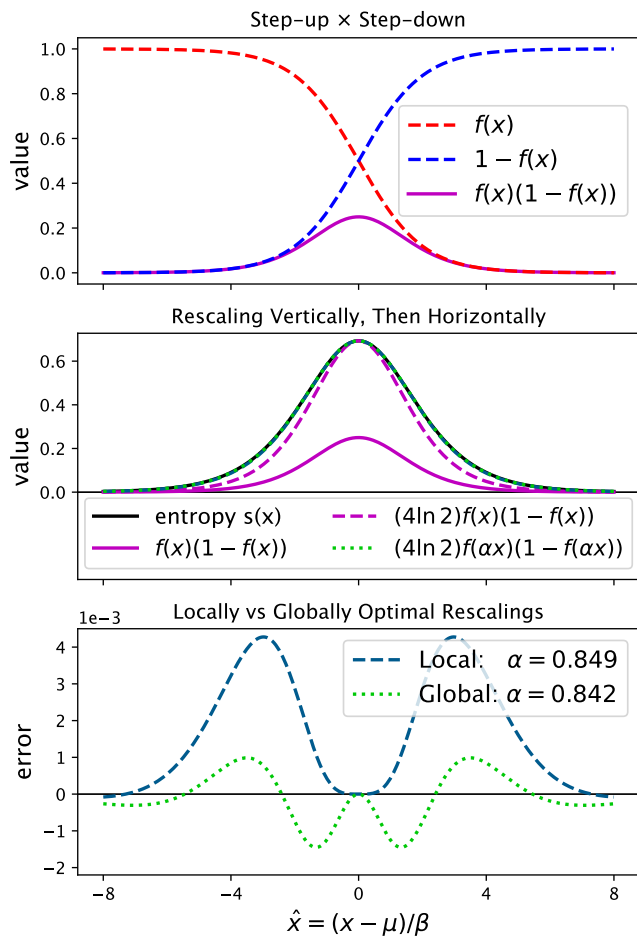 Step-up × Step-down
1.0
0.8
0.6
0.4
0.2
0.0
value
f(x)
1 − f(x)
f(x)(1 − f(x))
Rescaling Vertically, Then Horizontally
0.6
0.4
0.2
0.0
value
entropy s(x)
f(x)(1 − f(x))
(4ln 2)f(x)(1 − f(x))
(4ln 2)f(αx)(1 − f(αx))
Locally vs Globally Optimal Rescalings
1e−3
4
3
2
1
0
−1
−2
error
Local: α = 0.849
Global: α = 0.842
−8 −4 0 4 8
x̂ = (x − μ)/β